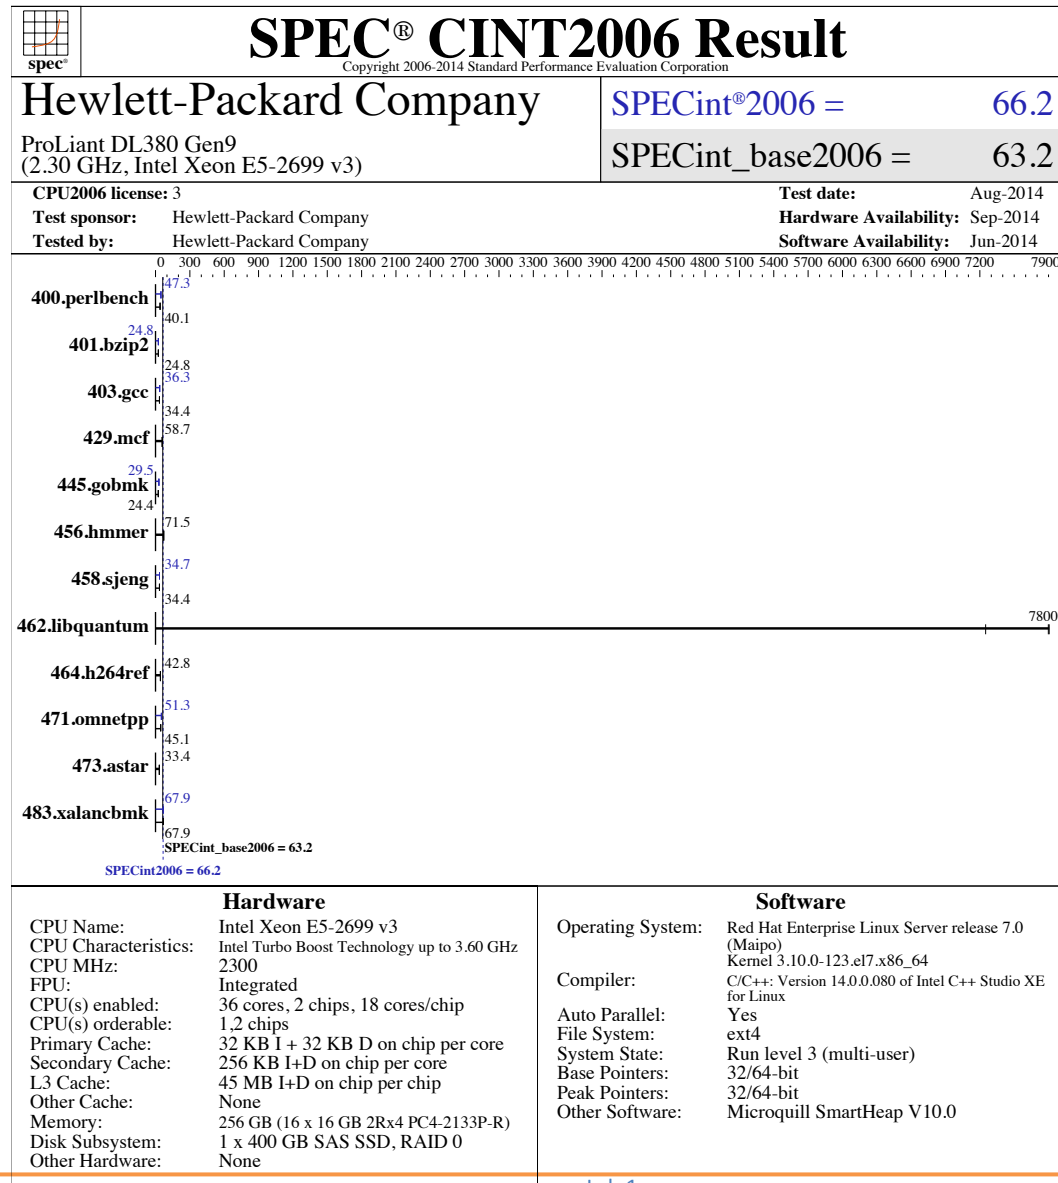 spec®
SPEC® CINT2006 Result
Copyright 2006-2014 Standard Performance Evaluation Corporation
Hewlett-Packard Company
ProLiant DL380 Gen9
(2.30 GHz, Intel Xeon E5-2699 v3)
SPECint®2006 = 66.2
SPECint_base2006 = 63.2
CPU2006 license: 3
Test sponsor: Hewlett-Packard Company
Tested by: Hewlett-Packard Company
Test date: Aug-2014
Hardware Availability: Sep-2014
Software Availability: Jun-2014
0 300 600 900 1200 1500 1800 2100 2400 2700 3000 3300 3600 3900 4200 4500 4800 5100 5400 5700 6000 6300 6600 6900 7200 7900
400.perlbench 47.3
40.1
401.bzip2 24.8
24.8
403.gcc 36.3
34.4
429.mcf 58.7
445.gobmk 29.5
24.4
456.hmmer 71.5
458.sjeng 34.7
34.4
462.libquantum 7800
464.h264ref 42.8
471.omnetpp 51.3
45.1
473.astar 33.4
483.xalancbmk 67.9
67.9
SPECint_base2006 = 63.2
SPECint2006 = 66.2
Hardware
CPU Name: Intel Xeon E5-2699 v3
CPU Characteristics: Intel Turbo Boost Technology up to 3.60 GHz
CPU MHz: 2300
FPU: Integrated
CPU(s) enabled: 36 cores, 2 chips, 18 cores/chip
CPU(s) orderable: 1,2 chips
Primary Cache: 32 KB I + 32 KB D on chip per core
Secondary Cache: 256 KB I+D on chip per core
L3 Cache: 45 MB I+D on chip per chip
Other Cache: None
Memory: 256 GB (16 x 16 GB 2Rx4 PC4-2133P-R)
Disk Subsystem: 1 x 400 GB SAS SSD, RAID 0
Other Hardware: None
Software
Operating System: Red Hat Enterprise Linux Server release 7.0
(Maipo)
Kernel 3.10.0-123.el7.x86_64
Compiler: C/C++: Version 14.0.0.080 of Intel C++ Studio XE
for Linux
Auto Parallel: Yes
File System: ext4
System State: Run level 3 (multi-user)
Base Pointers: 32/64-bit
Peak Pointers: 32/64-bit
Other Software: Microquill SmartHeap V10.0